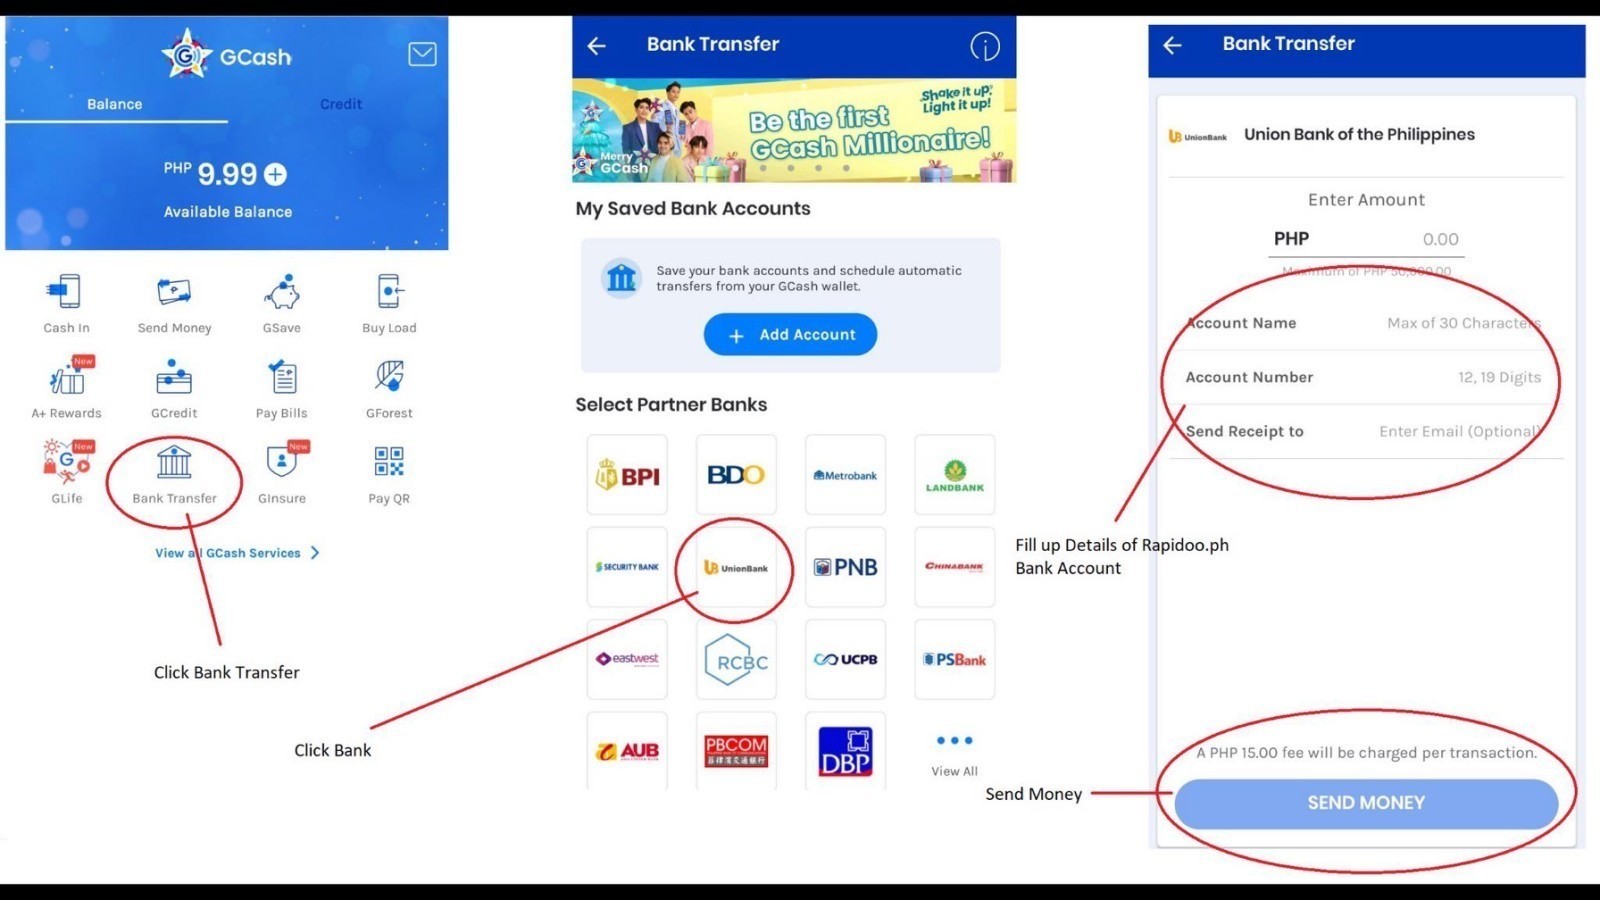 GCash
Balance
Credit
PHP 9.99
Available Balance
Cash In
Send Money
GSave
Buy Load
New
A+ Rewards
GCredit
Pay Bills
GForest
New
New
GLife
Bank Transfer
GInsure
Pay QR
View all GCash Services
Click Bank Transfer
Bank Transfer
Shake it up,
Light it up!
Be the first
GCash Millionaire!
Merry
GCash
My Saved Bank Accounts
Save your bank accounts and schedule automatic
transfers from your GCash wallet.
+ Add Account
Select Partner Banks
BPI
BDO
Metrobank
LANDBANK
SECURITY BANK
UnionBank
PNB
CHINABANK
eastwest
RCBC
UCPB
PSBank
AUB
PBCOM
DBP
View All
Click Bank
Bank Transfer
UnionBank
Union Bank of the Philippines
Enter Amount
PHP 0.00
Maximum of PHP 50,000.00
Account Name Max of 30 Characters
Account Number 12, 19 Digits
Send Receipt to Enter Email (Optional)
Fill up Details of Rapidoo.ph
Bank Account
A PHP 15.00 fee will be charged per transaction.
Send Money
SEND MONEY